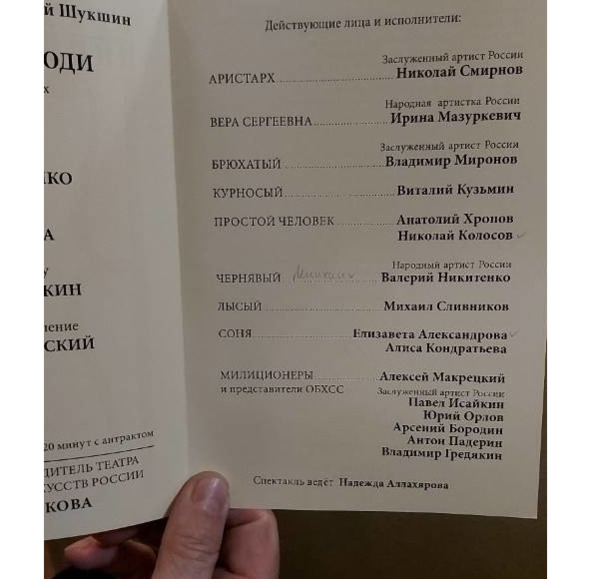 й Шукшин
ОДИ
х
КО
А
у
КИН
ление
СКИЙ
20 минут с антрактом
ДИТЕЛЬ ТЕАТРА
КУССТВ РОССИИ
КОВА
Действующие лица и исполнители:
Заслуженный артист России
АРИСТАРХ Николай Смирнов
Народная артистка России
ВЕРА СЕРГЕЕВНА Ирина Мазуркевич
Заслуженный артист России
БРЮХАТЫЙ Владимир Миронов
КУРНОСЫЙ Виталий Кузьмин
ПРОСТОЙ ЧЕЛОВЕК Анатолий Хропов
Николай Колосов
Народный артист России
ЧЕРНЯВЫЙ Валерий Никитенко
ЛЫСЫЙ Михаил Сливников
СОНЯ Елизавета Александрова
Алиса Кондратьева
МИЛИЦИОНЕРЫ Алексей Макрецкий
и представители ОБХСС Заслуженный артист России
Павел Исайкин
Юрий Орлов
Арсений Бородин
Антон Падерин
Владимир Гредякин
Спектакль ведёт Надежда Аллахярова